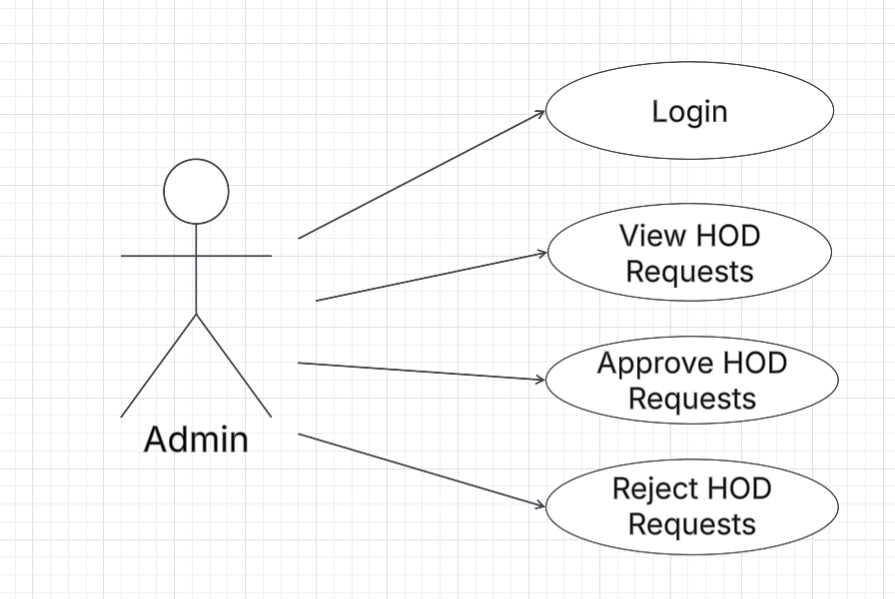 Login
View HOD
Requests
Approve HOD
Requests
Admin
Reject HOD
Requests